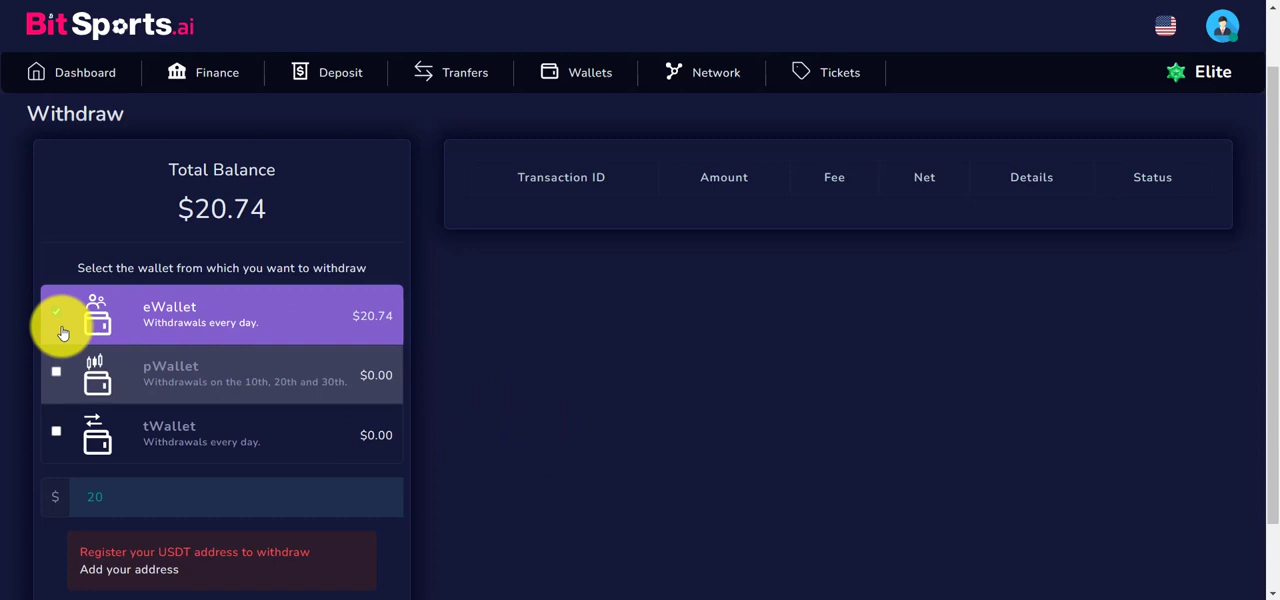 BitSports.ai
Dashboard
Finance
Deposit
Tranfers
Wallets
Network
Tickets
Elite
Withdraw
Total Balance
$20.74
Select the wallet from which you want to withdraw
eWallet
Withdrawals every day.
$20.74
pWallet
Withdrawals on the 10th, 20th and 30th.
$0.00
tWallet
Withdrawals every day.
$0.00
$ 20
Register your USDT address to withdraw
Add your address
Transaction ID Amount Fee Net Details Status